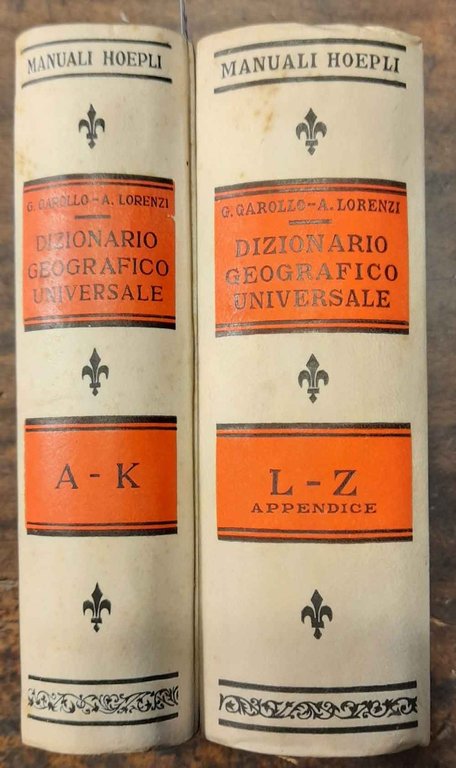 MANUALI HOEPLI
G. GAROLLO-A. LORENZI
DIZIONARIO
GEOGRAFICO
UNIVERSALE
A-K
MANUALI HOEPLI
G. GAROLLO-A. LORENZI
DIZIONARIO
GEOGRAFICO
UNIVERSALE
L-Z
APPENDICE